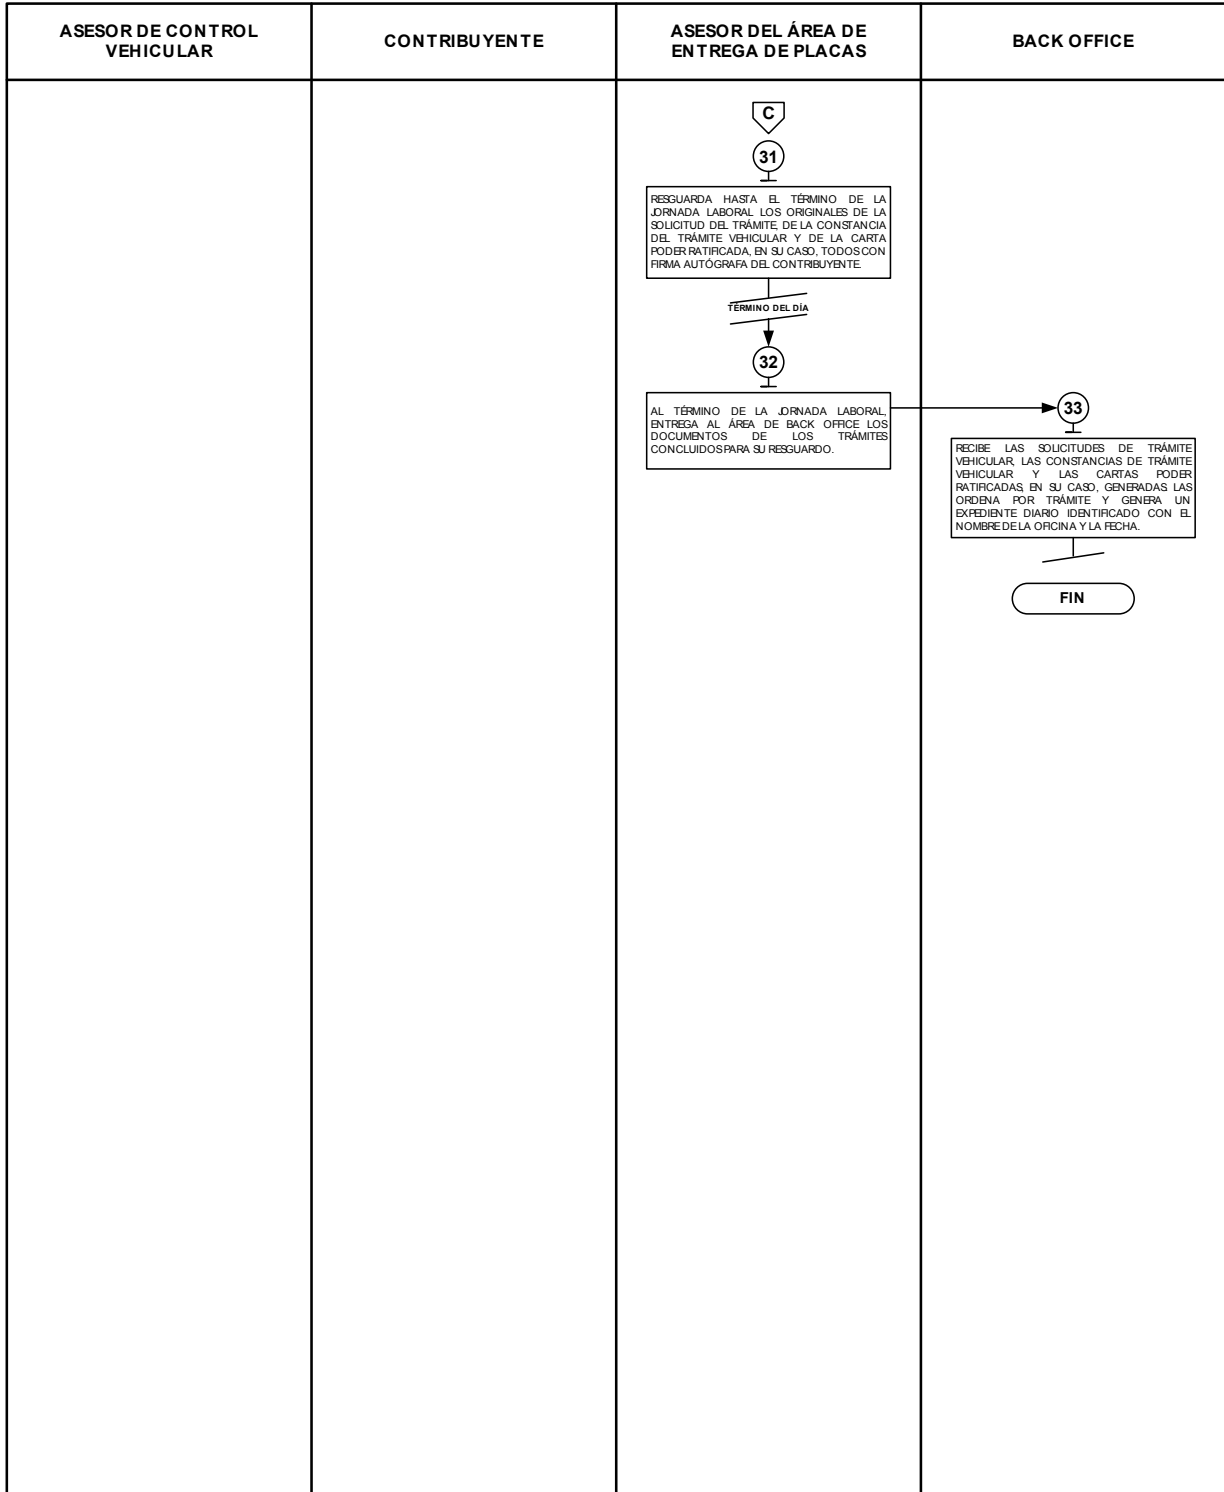 ASESOR DE CONTROL
VEHICULAR
CONTRIBUYENTE
ASESOR DEL ÁREA DE
ENTREGA DE PLACAS
BACK OFFICE
C
31
RESGUARDA HASTA EL TÉRMINO DE LA
JORNADA LABORAL LOS ORIGINALES DE LA
SOLICITUD DEL TRÁMITE, DE LA CONSTANCIA
DEL TRÁMITE VEHICULAR Y DE LA CARTA
PODER RATIFICADA, EN SU CASO, TODOS CON
FIRMA AUTÓGRAFA DEL CONTRIBUYENTE.
TÉRMINO DEL DÍA
32
AL TÉRMINO DE LA JORNADA LABORAL,
ENTREGA AL ÁREA DE BACK OFFICE LOS
DOCUMENTOS DE LOS TRÁMITES
CONCLUIDOS PARA SU RESGUARDO.
33
RECIBE LAS SOLICITUDES DE TRÁMITE
VEHICULAR, LAS CONSTANCIAS DE TRÁMITE
VEHICULAR Y LAS CARTAS PODER
RATIFICADAS, EN SU CASO, GENERADAS LAS
ORDENA POR TRÁMITE Y GENERA UN
EXPEDIENTE DIARIO IDENTIFICADO CON EL
NOMBRE DE LA OFICINA Y LA FECHA.
FIN